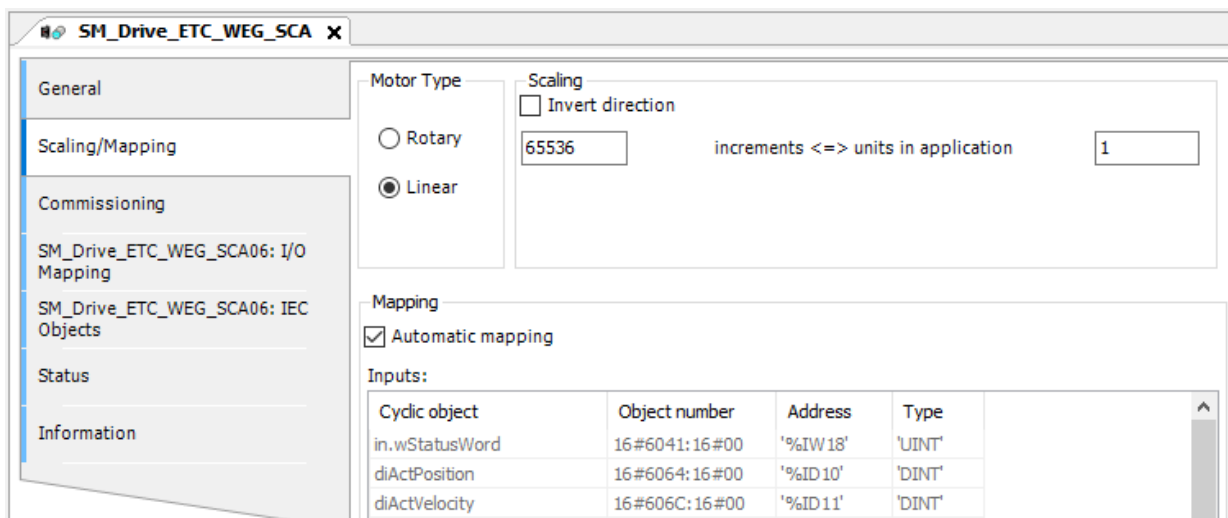 SM_Drive_ETC_WEG_SCA X
General
Scaling/Mapping
Commissioning
SM_Drive_ETC_WEG_SCA06: I/O
Mapping
SM_Drive_ETC_WEG_SCA06: IEC
Objects
Status
Information
Motor Type
Rotary
Linear
Scaling
Invert direction
65536 increments <=> units in application 1
Mapping
Automatic mapping
Inputs:
Cyclic object Object number Address Type
in.wStatusWord 16#6041:16#00 '%IW18' 'UINT'
diActPosition 16#6064:16#00 '%ID10' 'DINT'
diActVelocity 16#606C:16#00 '%ID11' 'DINT'